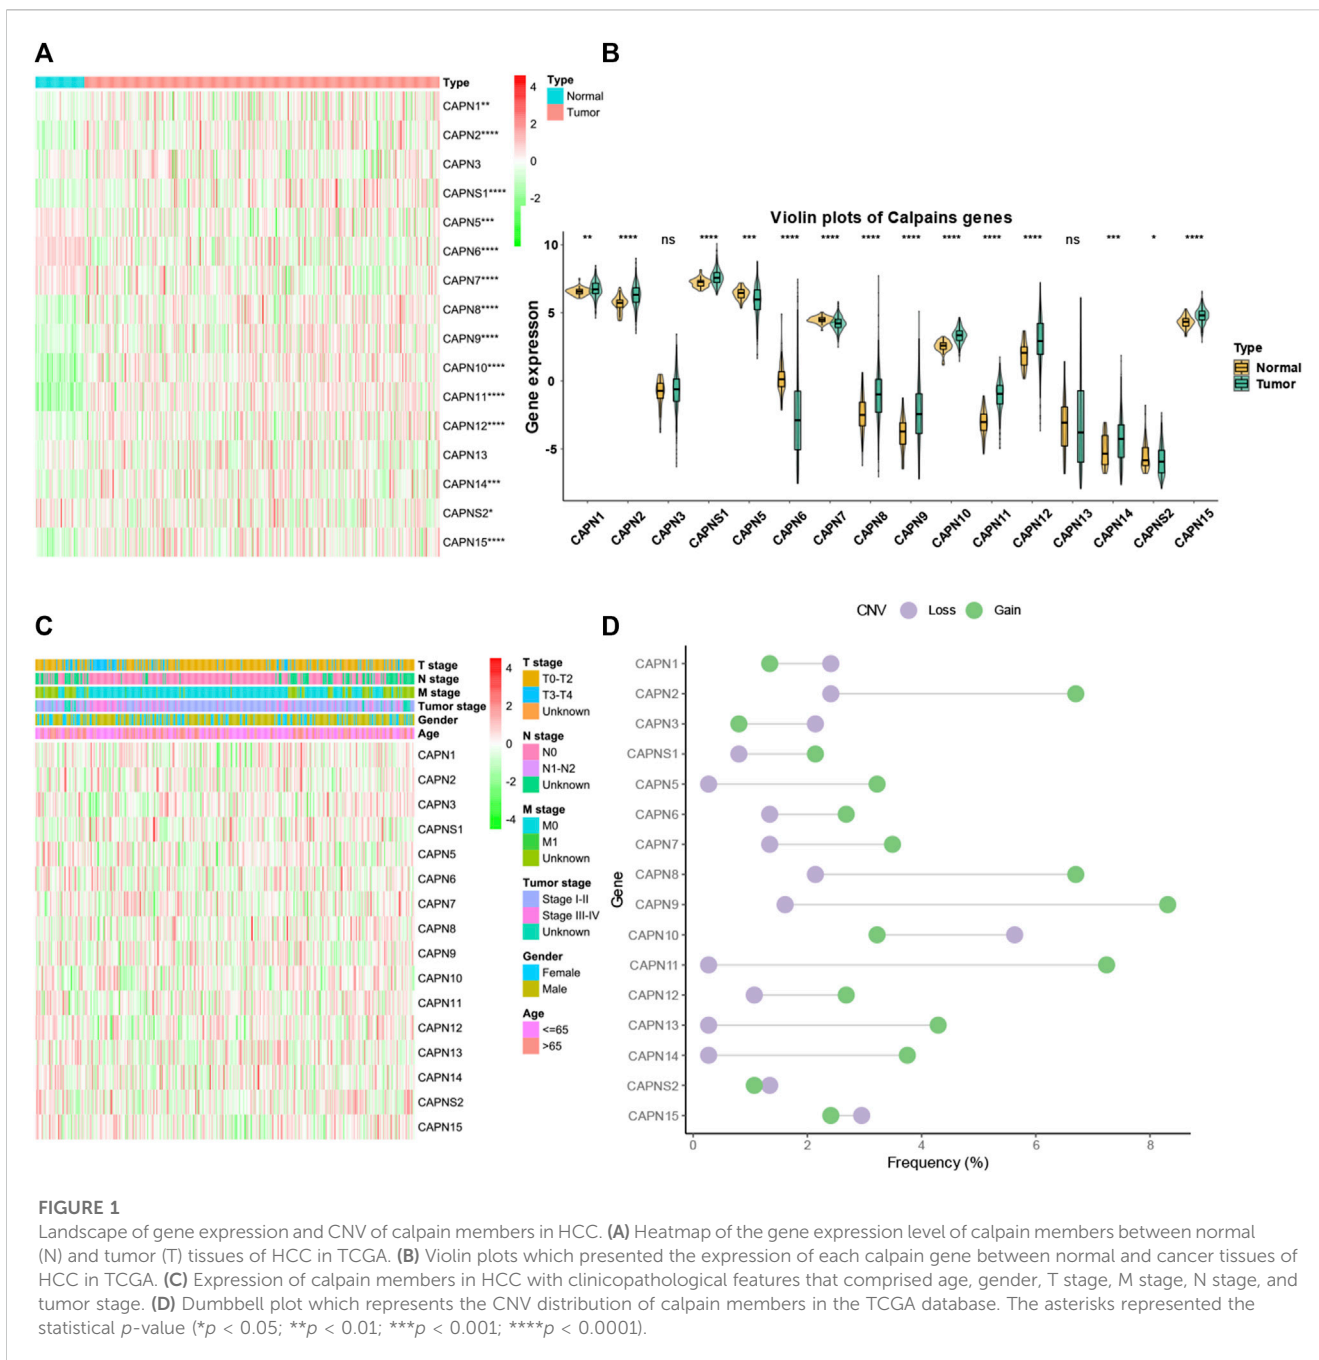 A
Type
CAPN1**
CAPN2****
CAPN3
CAPNS1****
CAPN5***
CAPN6****
CAPN7****
CAPN8****
CAPN9****
CAPN10****
CAPN11****
CAPN12****
CAPN13
CAPN14***
CAPNS2*
CAPN15****
4
2
0
-2
Type
Normal
Tumor
B
Violin plots of Calpains genes
** **** ns **** *** **** **** **** **** **** **** **** ns *** * ****
Gene expresson
10
5
0
-5
CAPN1 CAPN2 CAPN3 CAPNS1 CAPN5 CAPN6 CAPN7 CAPN8 CAPN9 CAPN10 CAPN11 CAPN12 CAPN13 CAPN14 CAPNS2 CAPN15
Type
Normal
Tumor
C
T stage
N stage
M stage
Tumor stage
Gender
Age
CAPN1
CAPN2
CAPN3
CAPNS1
CAPN5
CAPN6
CAPN7
CAPN8
CAPN9
CAPN10
CAPN11
CAPN12
CAPN13
CAPN14
CAPNS2
CAPN15
4
2
0
-2
-4
T stage
T0-T2
T3-T4
Unknown
N stage
N0
N1-N2
Unknown
M stage
M0
M1
Unknown
Tumor stage
Stage I-II
Stage III-IV
Unknown
Gender
Female
Male
Age
<=65
>65
D
CNV Loss Gain
Gene
CAPN1
CAPN2
CAPN3
CAPNS1
CAPN5
CAPN6
CAPN7
CAPN8
CAPN9
CAPN10
CAPN11
CAPN12
CAPN13
CAPN14
CAPNS2
CAPN15
0 2 4 6 8
Frequency (%)
FIGURE 1
Landscape of gene expression and CNV of calpain members in HCC. (A) Heatmap of the gene expression level of calpain members between normal
(N) and tumor (T) tissues of HCC in TCGA. (B) Violin plots which presented the expression of each calpain gene between normal and cancer tissues of
HCC in TCGA. (C) Expression of calpain members in HCC with clinicopathological features that comprised age, gender, T stage, M stage, N stage, and
tumor stage. (D) Dumbbell plot which represents the CNV distribution of calpain members in the TCGA database. The asterisks represented the
statistical p-value (*p < 0.05; **p < 0.01; ***p < 0.001; ****p < 0.0001).